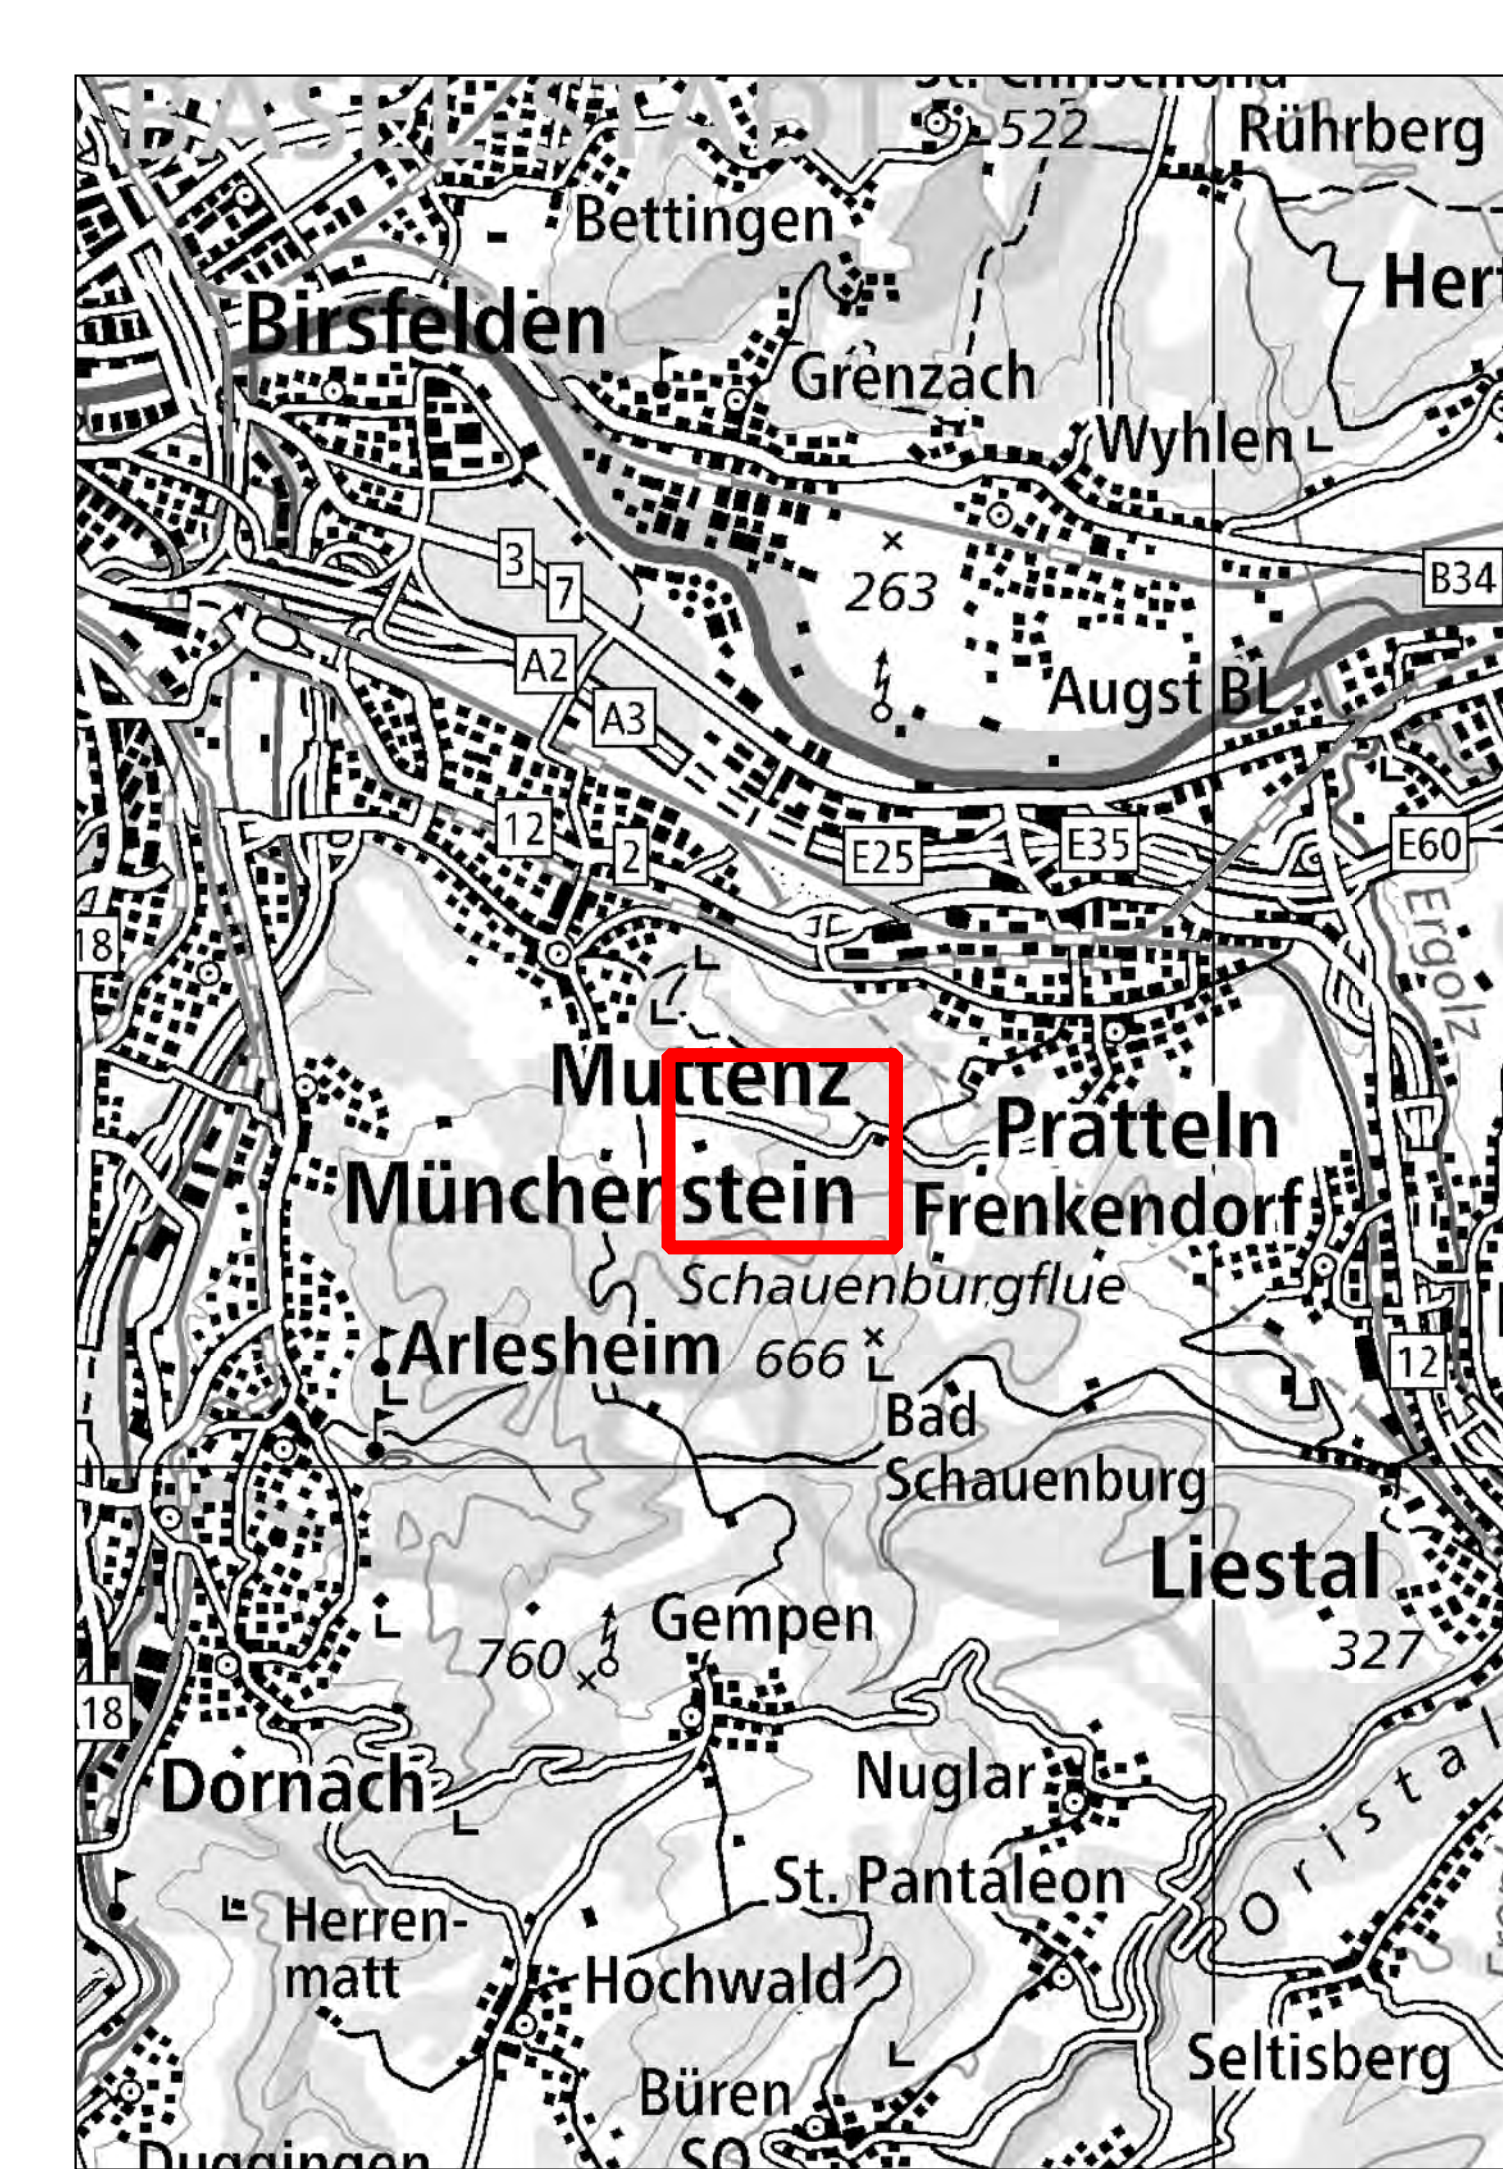 BASEL-STADT
St. Chrischona
522
Rührberg
Bettingen
Birsfelden
Grenzach
Wyhlen
3
7
263
B34
A2
A3
Augst BL
12
2
E25
E35
E60
18
Ergolz
Muttenz
Pratteln
Münchenstein
Frenkendorf
Schauenburgflue
Arlesheim
666
12
Bad
Schauenburg
Liestal
Gempen
760
327
18
Nuglar
Dornach
Oristal
St. Pantaleon
Herren-
matt
Hochwald
Seltisberg
Büren
SO
Duggingen